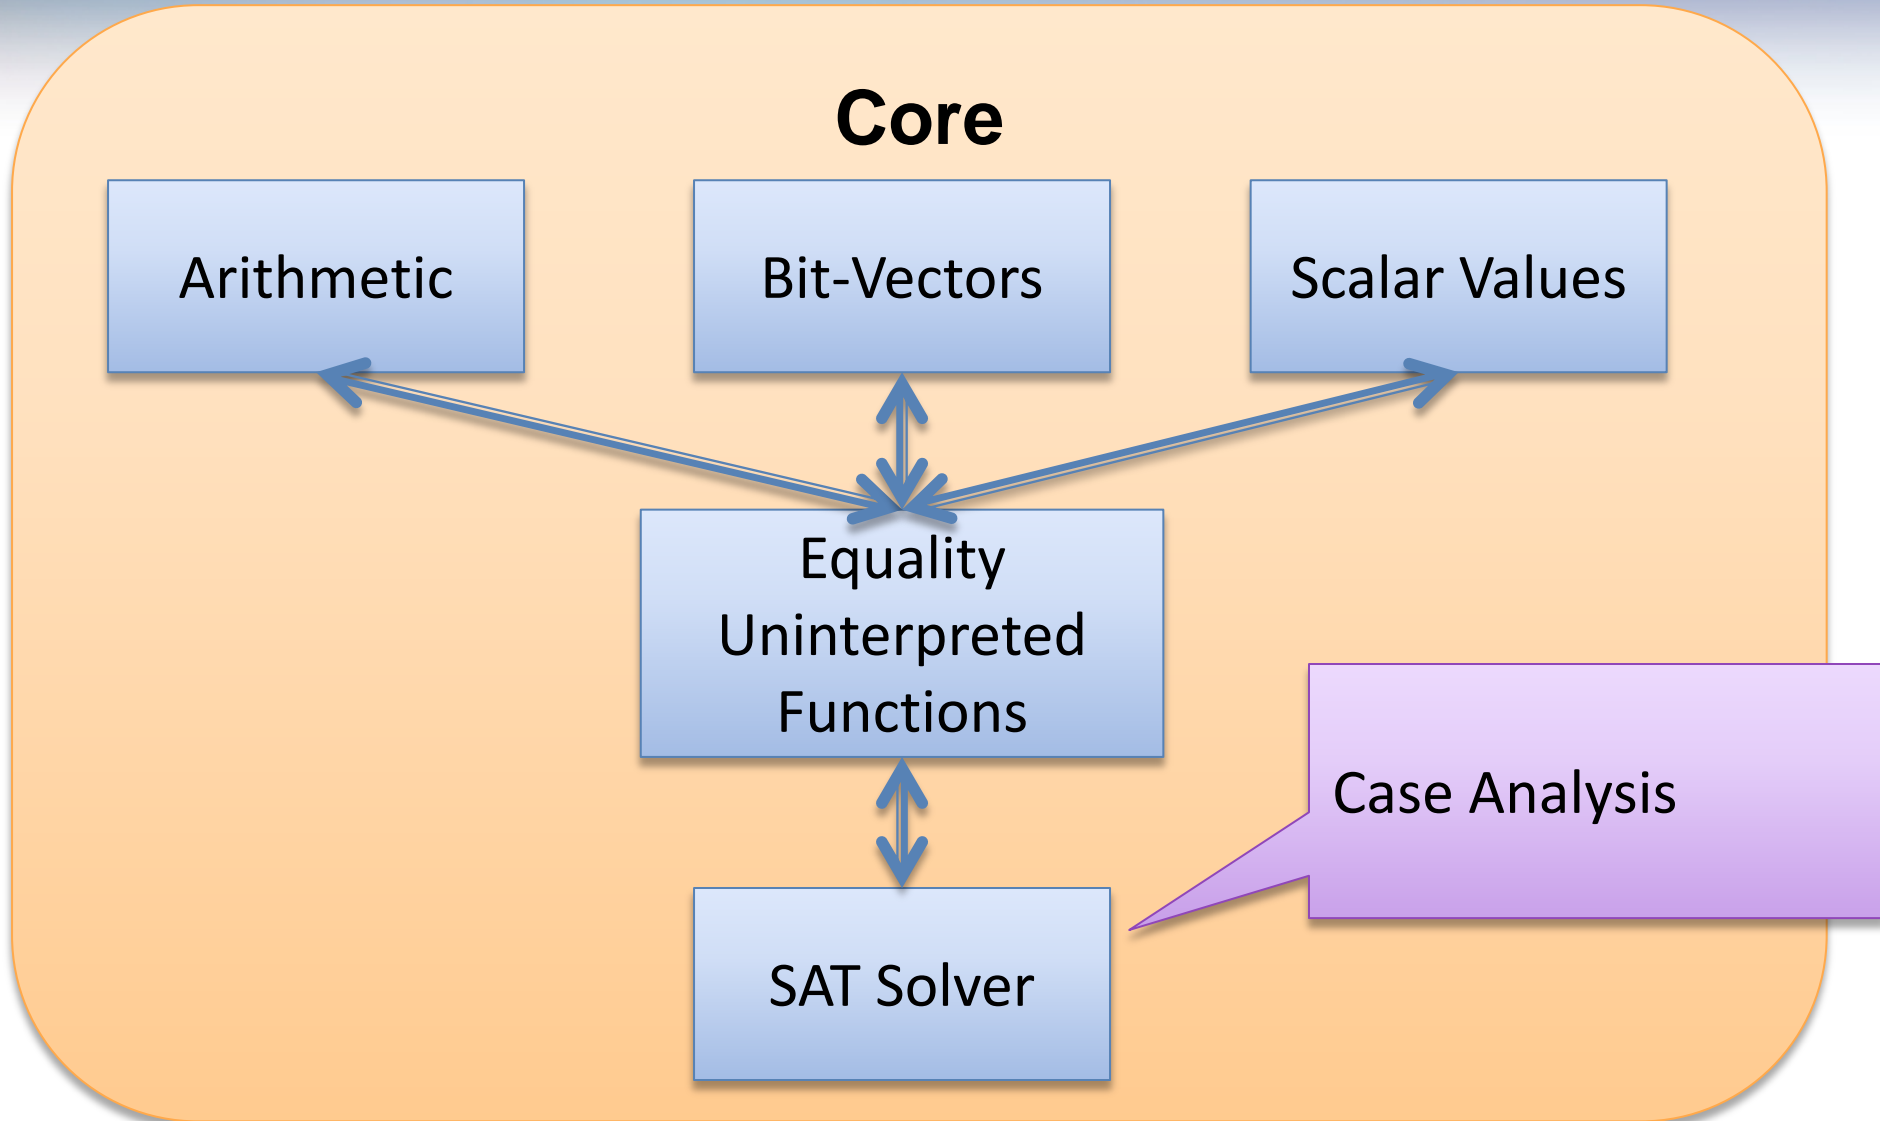 Core
Arithmetic
Bit-Vectors
Scalar Values
Equality
Uninterpreted
Functions
Case Analysis
SAT Solver